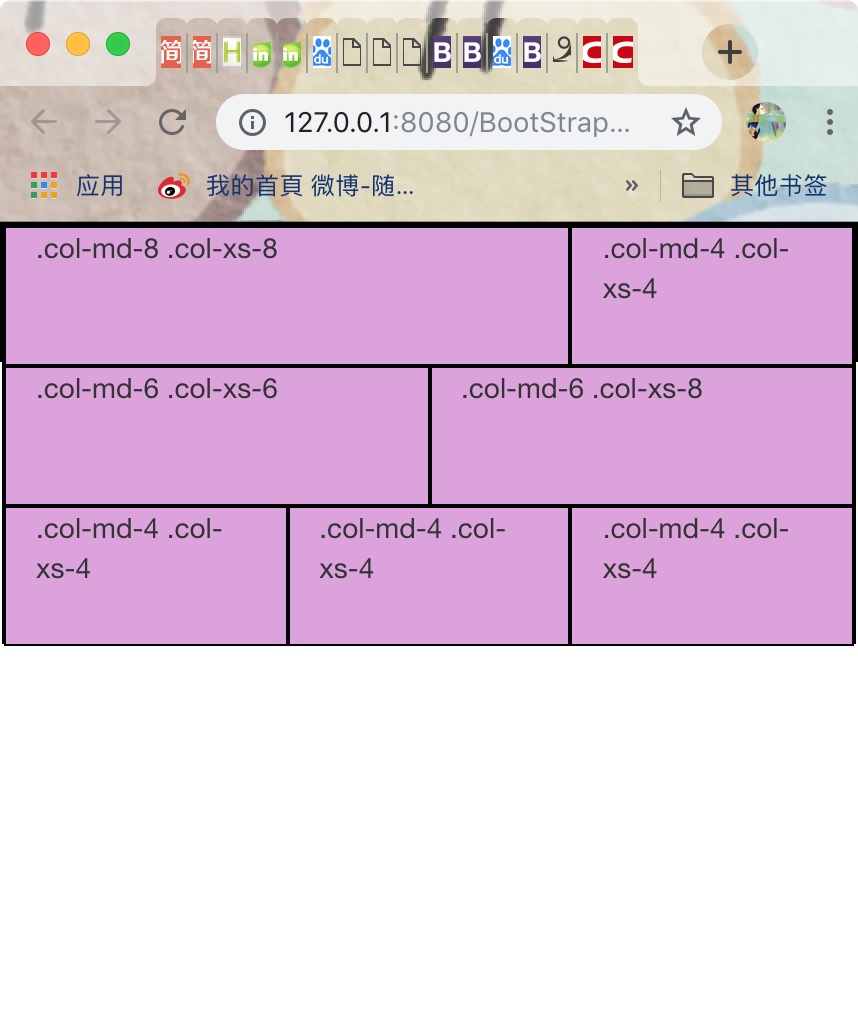 简 简 H in in du B B du B C C
127.0.0.1:8080/BootStrap...
应用 我的首頁 微博-随... » 其他书签
.col-md-8 .col-xs-8
.col-md-4 .col-
xs-4
.col-md-6 .col-xs-6
.col-md-6 .col-xs-8
.col-md-4 .col-
xs-4
.col-md-4 .col-
xs-4
.col-md-4 .col-
xs-4